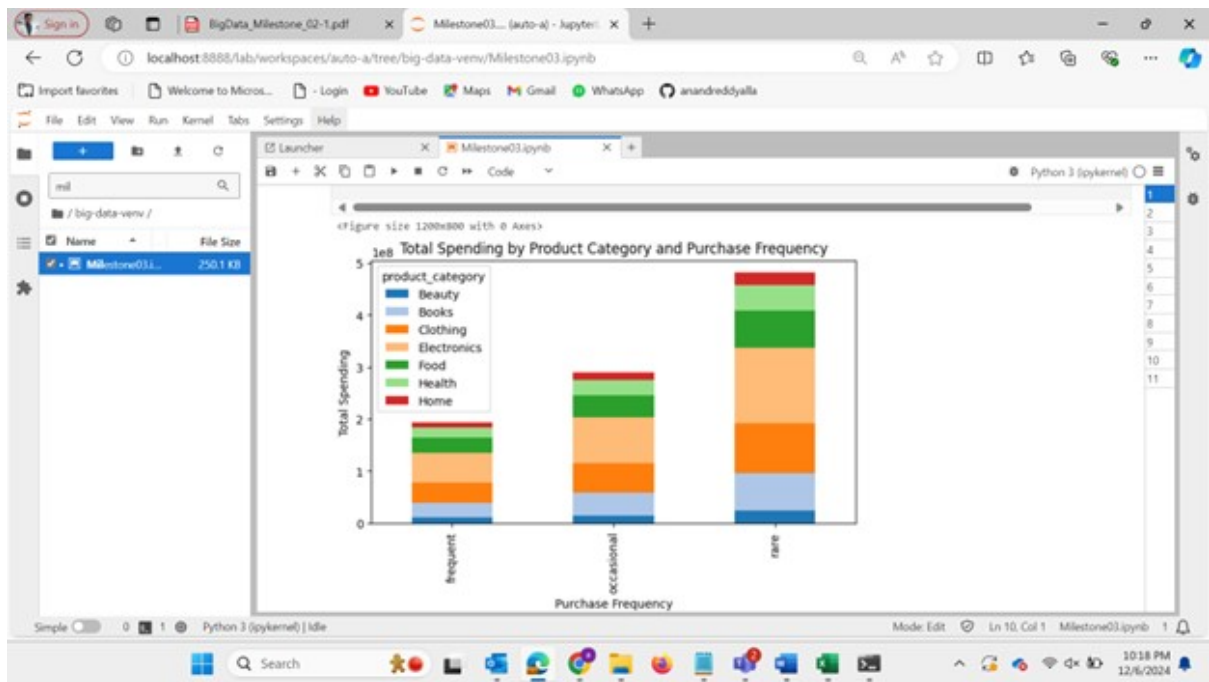 Sign in
BigData_Milestone_02-1.pdf
Milestone03.... (auto-a) - Jupyter
localhost:8888/lab/workspaces/auto-a/tree/big-data-venv/Milestone03.ipynb
Import favorites
Welcome to Micros...
- Login
YouTube
Maps
Gmail
WhatsApp
anandreddyalla
File Edit View Run Kernel Tabs Settings Help
Launcher
Milestone03.ipynb
Code
Python 3 (ipykernel)
mil
/ big-data-venv /
Name
File Size
Milestone03.i...
250.1 KB
<Figure size 1200x800 with 0 Axes>
1e8
Total Spending by Product Category and Purchase Frequency
product_category
Beauty
Books
Clothing
Electronics
Food
Health
Home
Total Spending
5
4
3
2
1
0
frequent
occasional
rare
Purchase Frequency
1
2
3
4
5
6
7
8
9
10
11
Simple
0
1
Python 3 (ipykernel) | Idle
Mode: Edit
Ln 10, Col 1
Milestone03.ipynb
1
Search
10:18 PM
12/6/2024